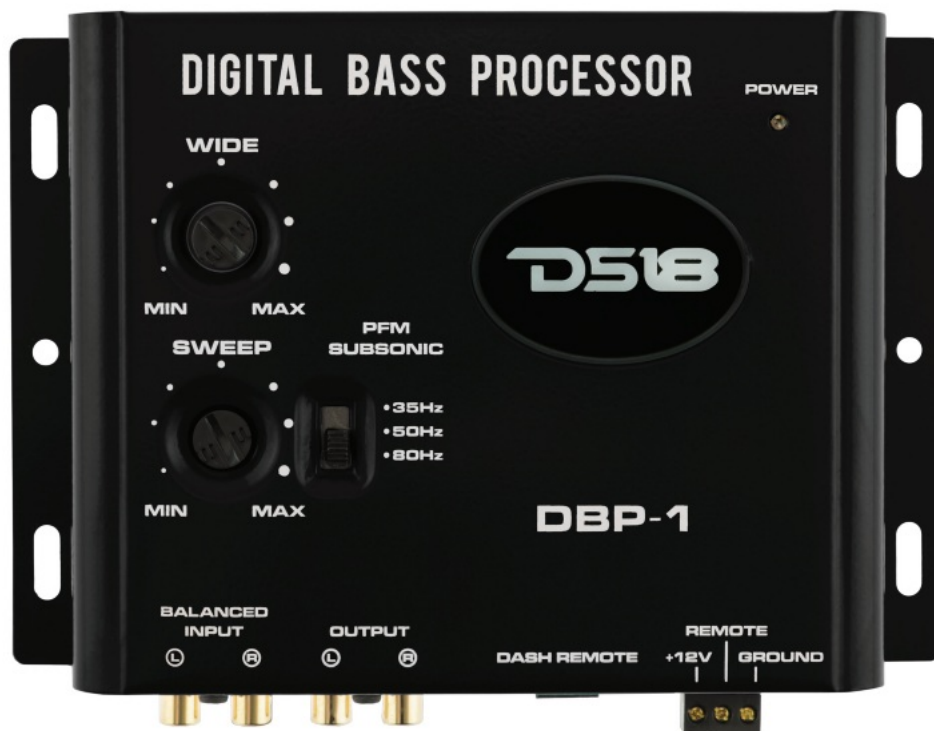 DIGITAL BASS PROCESSOR
POWER
WIDE
MIN MAX
DS18
PFM
SUBSONIC
SWEEP
•35Hz
•50Hz
•80Hz
MIN MAX
DBP-1
BALANCED
INPUT
OUTPUT
L R L R
DASH REMOTE
REMOTE
+12V GROUND